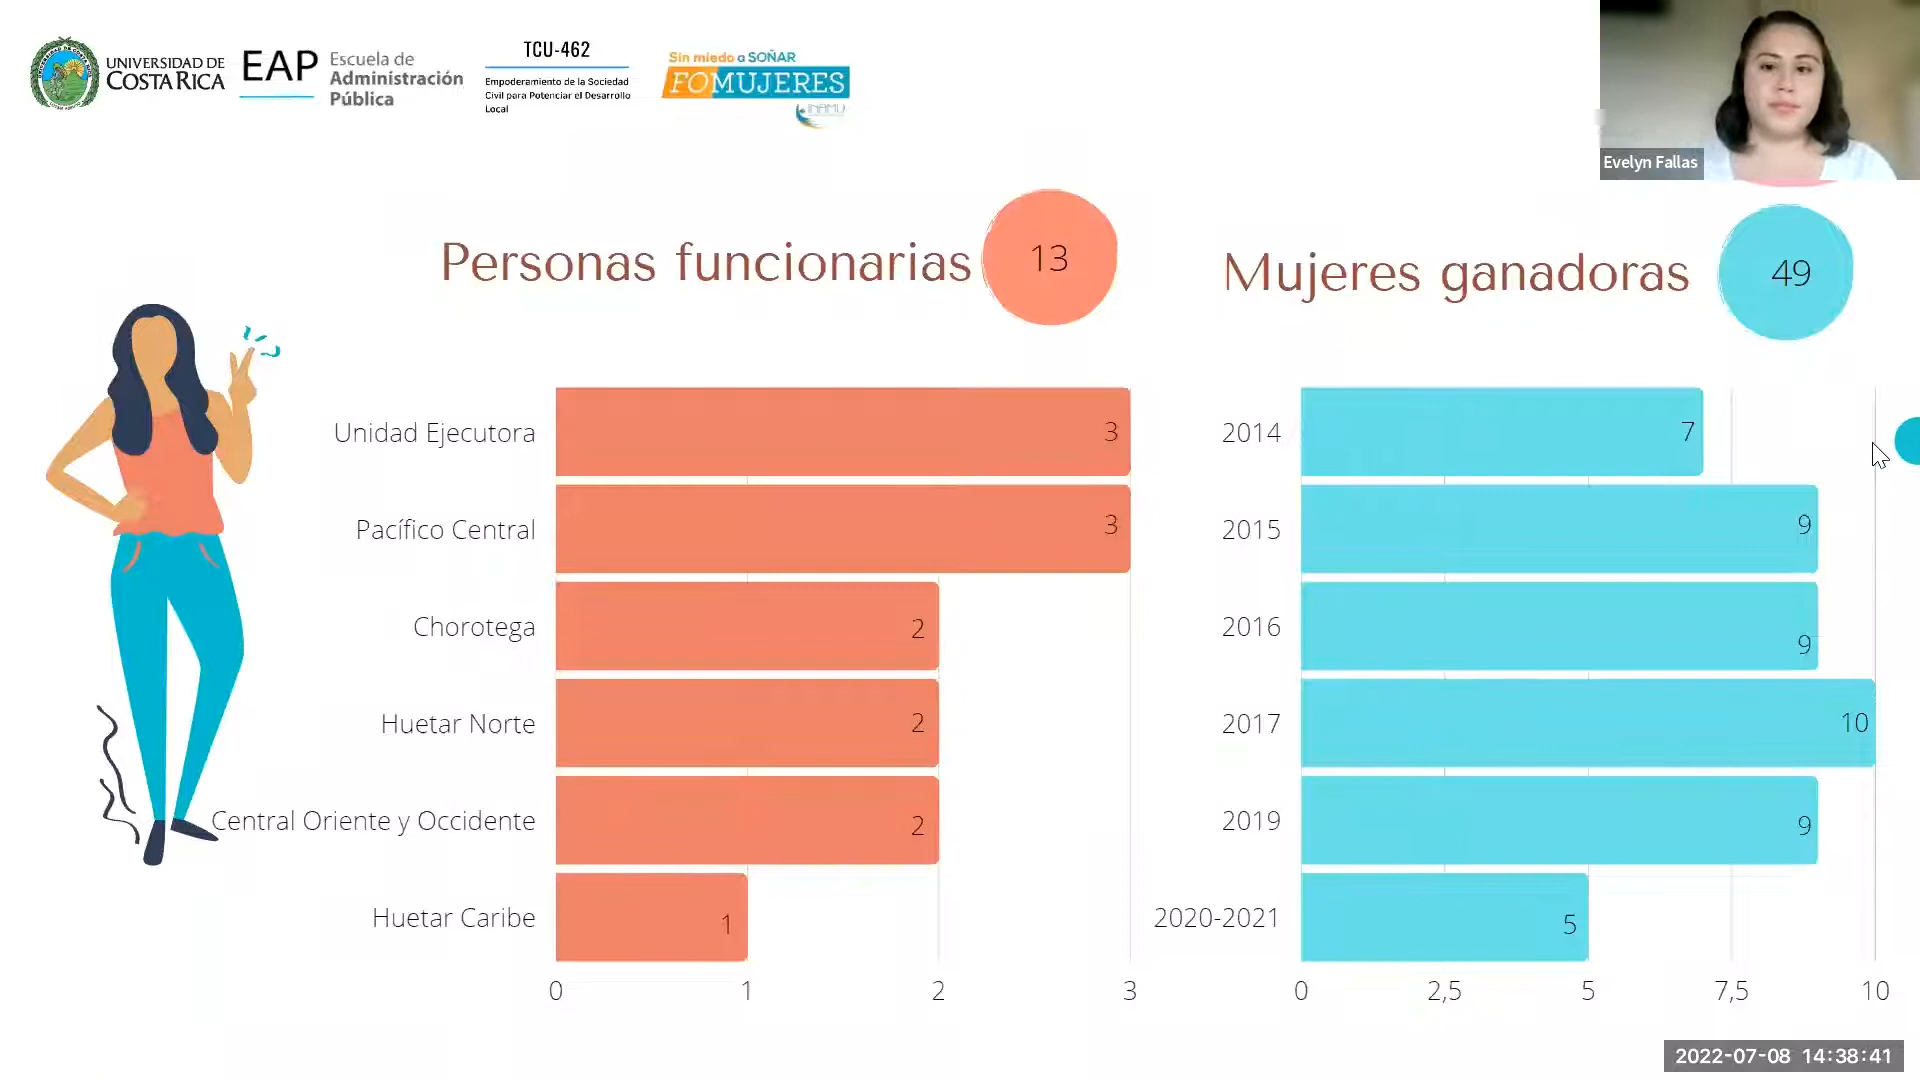 UNIVERSIDAD DE
COSTA RICA
EAP
Escuela de
Administración
Pública
TCU-462
Empoderamiento de la Sociedad
Civil para Potenciar el Desarrollo
Local
Sin miedo a SOÑAR
FOMUJERES
INAMU
Evelyn Fallas
Personas funcionarias
13
Mujeres ganadoras
49
Unidad Ejecutora
3
Pacífico Central
3
Chorotega
2
Huetar Norte
2
Central Oriente y Occidente
2
Huetar Caribe
1
0 1 2 3
2014
7
2015
9
2016
9
2017
10
2019
9
2020-2021
5
0 2,5 5 7,5 10
2022-07-08 14:38:41